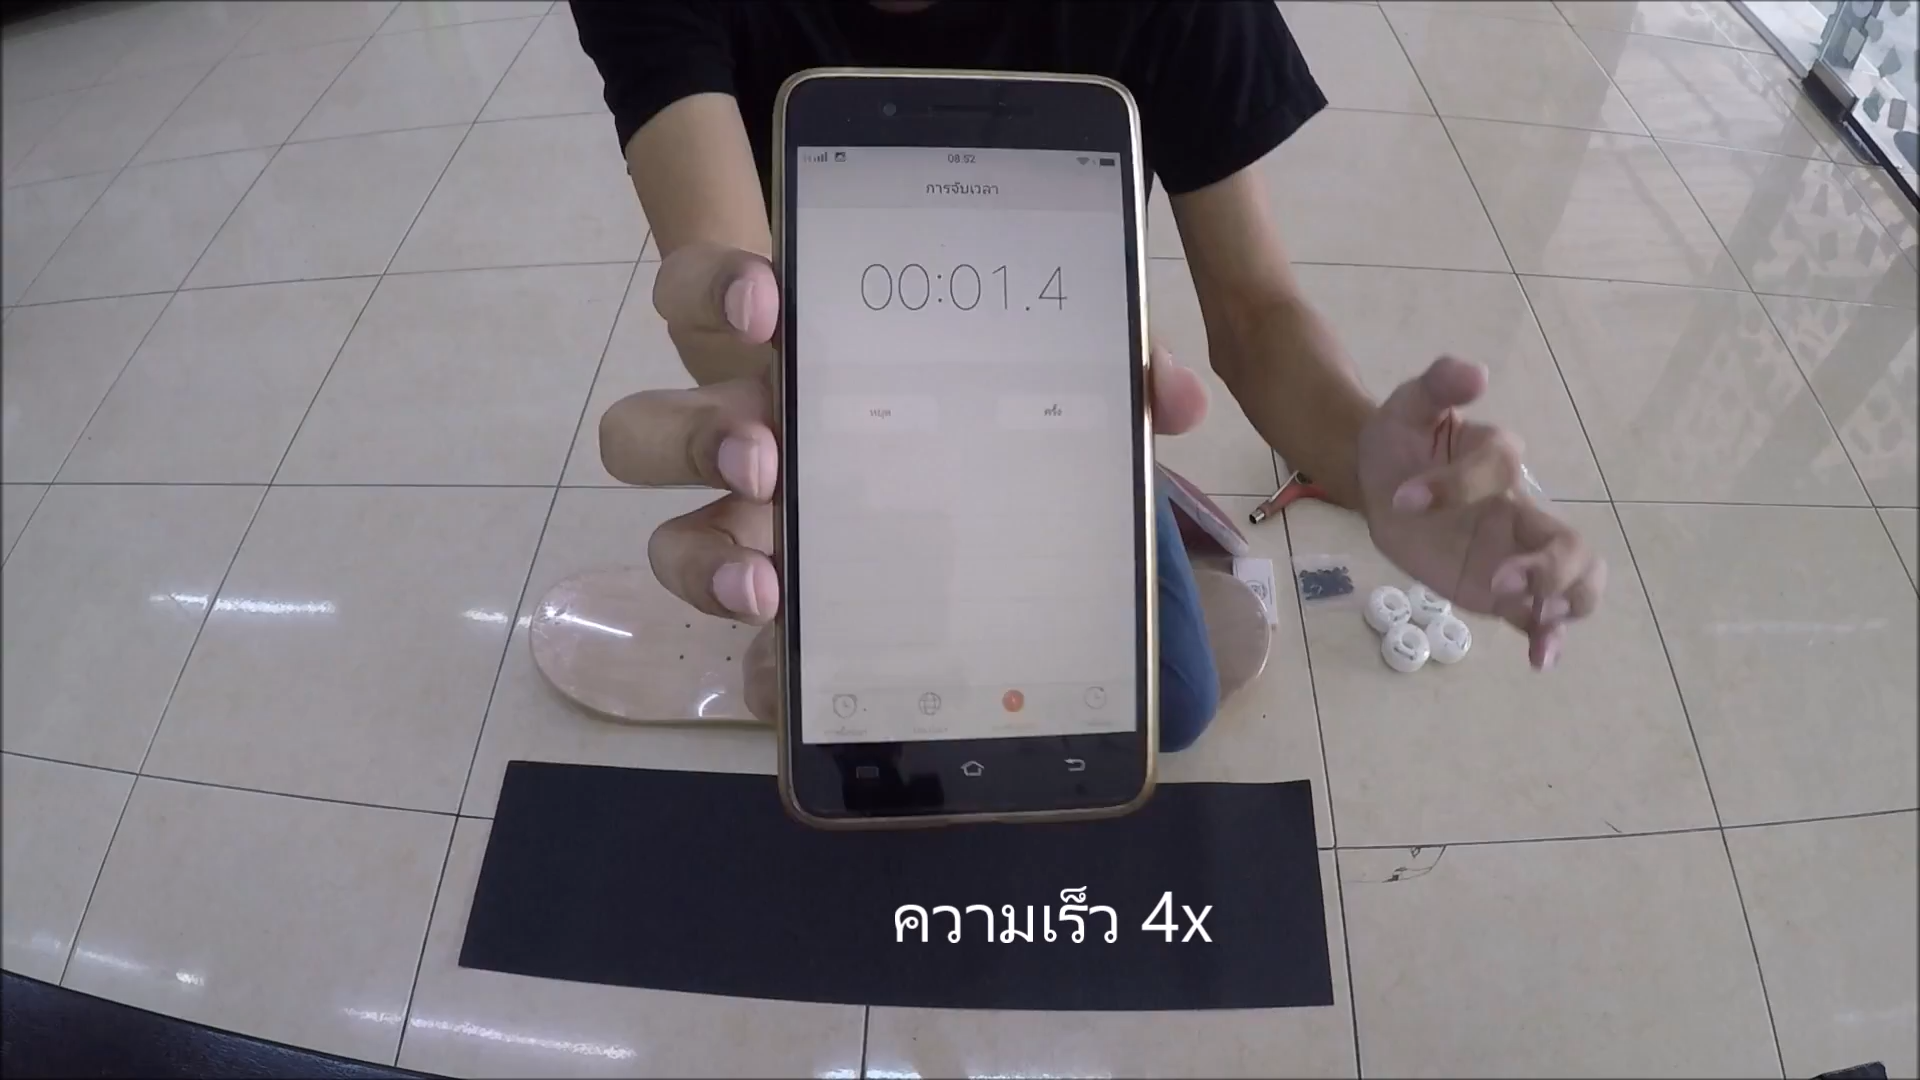 08:52
การจับเวลา
00:01.4
หยุด
ครั้ง
ความเร็ว 4x